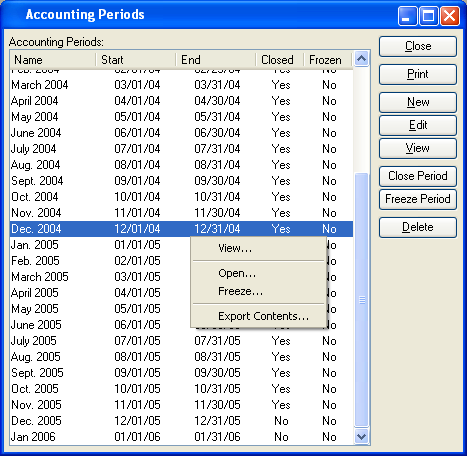 Accounting Periods
Accounting Periods:
Name Start End Closed Frozen
Feb. 2004 02/01/04 02/29/04 Yes No
March 2004 03/01/04 03/31/04 Yes No
April 2004 04/01/04 04/30/04 Yes No
May 2004 05/01/04 05/31/04 Yes No
June 2004 06/01/04 06/30/04 Yes No
July 2004 07/01/04 07/31/04 Yes No
Aug. 2004 08/01/04 08/31/04 Yes No
Sept. 2004 09/01/04 09/30/04 Yes No
Oct. 2004 10/01/04 10/31/04 Yes No
Nov. 2004 11/01/04 11/30/04 Yes No
Dec. 2004 12/01/04 12/31/04 Yes No
Jan. 2005 01/01/05
Feb. 2005 02/01/05 No
March 2005 03/01/05 No
April 2005 04/01/05 No
May 2005 05/01/05 No
June 2005 06/01/05
July 2005 07/01/05 07/31/05 Yes No
Aug. 2005 08/01/05 08/31/05 Yes No
Sept. 2005 09/01/05 09/30/05 Yes No
Oct. 2005 10/01/05 10/31/05 Yes No
Nov. 2005 11/01/05 11/30/05 Yes No
Dec. 2005 12/01/05 12/31/05 No No
Jan 2006 01/01/06 01/31/06 No No
View...
Open...
Freeze...
Export Contents...
Close
Print
New
Edit
View
Close Period
Freeze Period
Delete